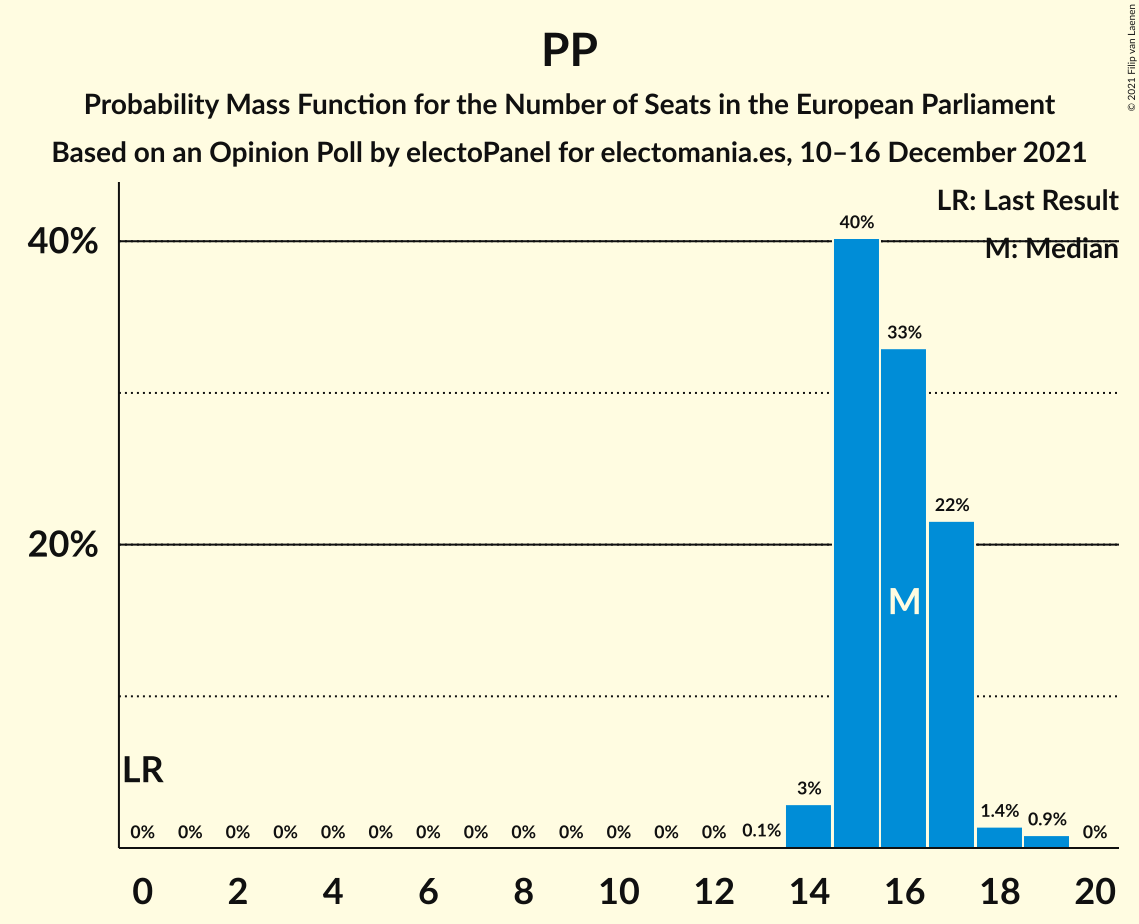 PP
Probability Mass Function for the Number of Seats in the European Parliament
Based on an Opinion Poll by electoPanel for electomania.es, 10–16 December 2021
© 2021 Filip van Laenen
LR: Last Result
M: Median
40%
20%
40%
33%
22%
M
LR
3%
1.4%
0.9%
0% 0% 0% 0% 0% 0% 0% 0% 0% 0% 0% 0% 0% 0.1% 0%
0 2 4 6 8 10 12 14 16 18 20